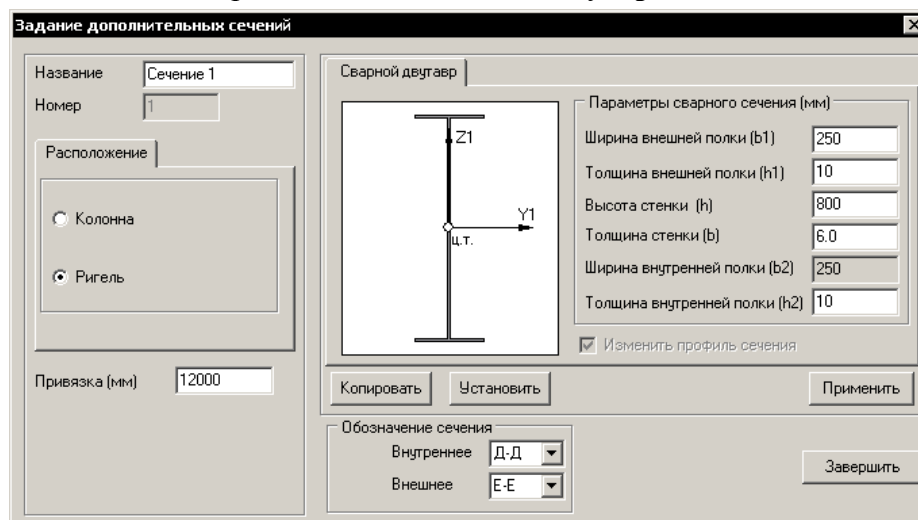 Задание дополнительных сечений
Название Сечение 1
Номер 1
Расположение
Колонна
Ригель
Привязка (мм) 12000
Сварной двутавр
Z1
Y1
ц.т.
Параметры сварного сечения (мм)
Ширина внешней полки (b1) 250
Толщина внешней полки (h1) 10
Высота стенки (h) 800
Толщина стенки (b) 6.0
Ширина внутренней полки (b2) 250
Толщина внутренней полки (h2) 10
Изменить профиль сечения
Копировать Установить Применить
Обозначение сечения
Внутреннее Д-Д
Внешнее Е-Е
Завершить